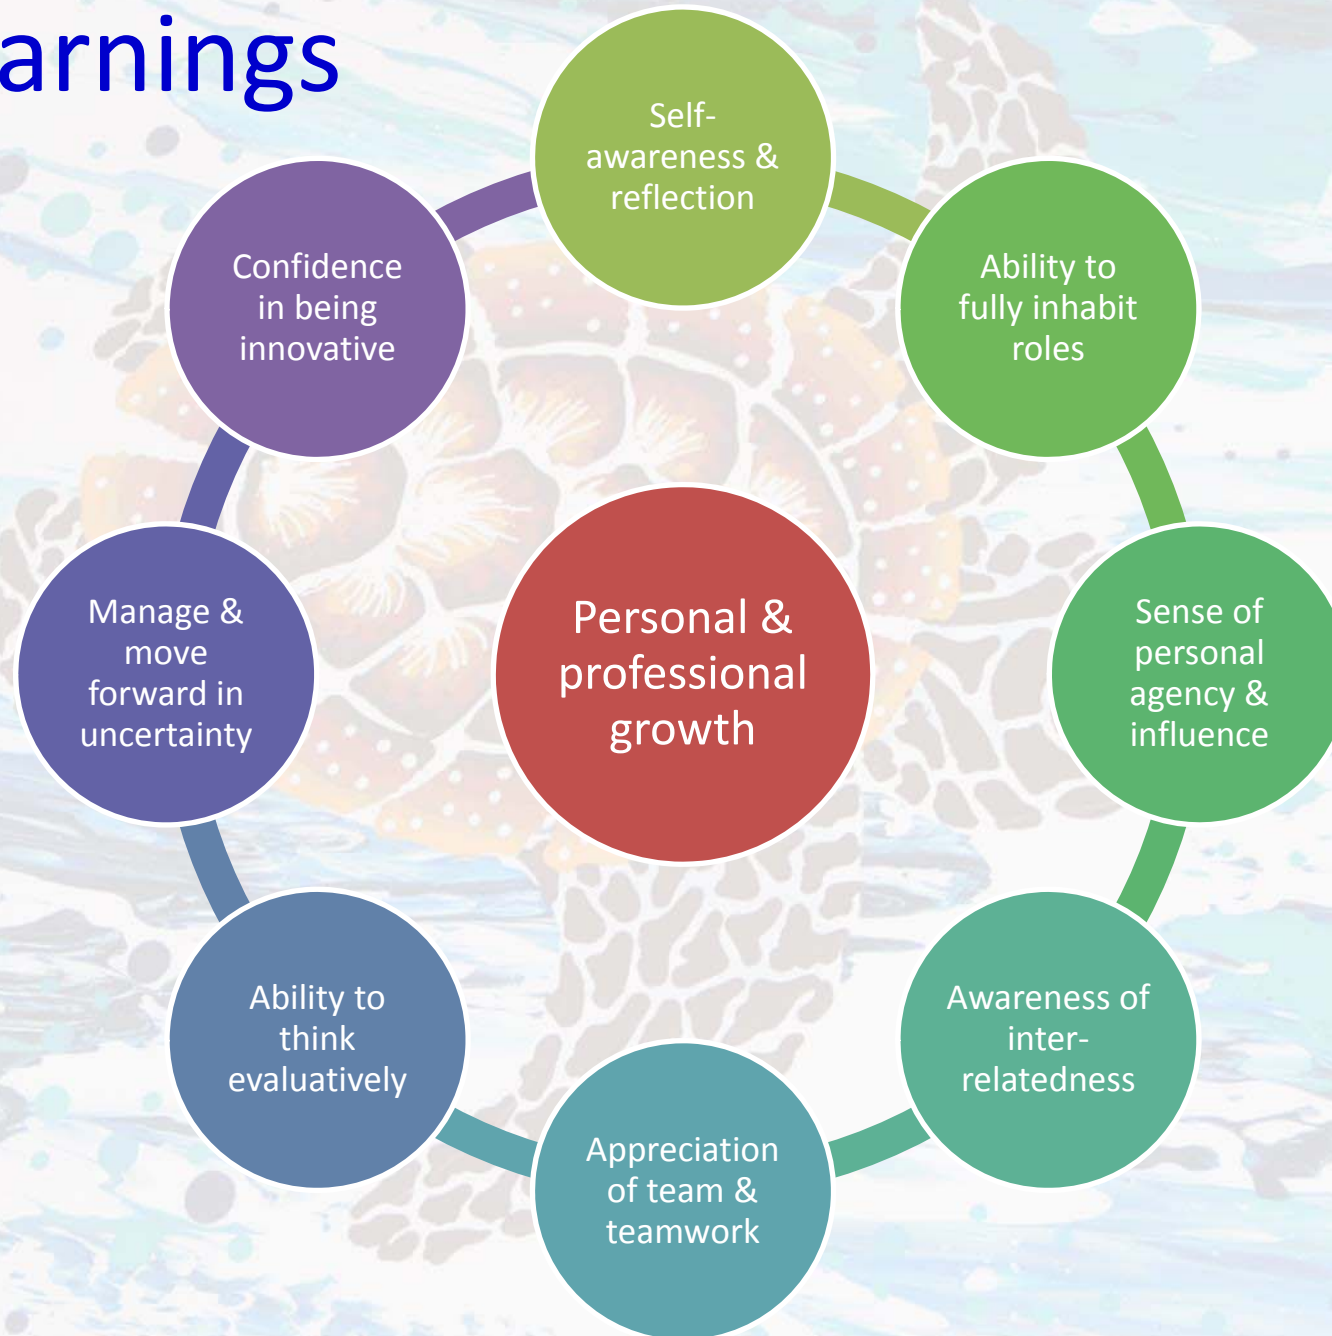 arnings
Self-
awareness &
reflection
Ability to
fully inhabit
roles
Sense of
personal
agency &
influence
Awareness of
inter-
relatedness
Appreciation
of team &
teamwork
Ability to
think
evaluatively
Manage &
move
forward in
uncertainty
Confidence
in being
innovative
Personal &
professional
growth